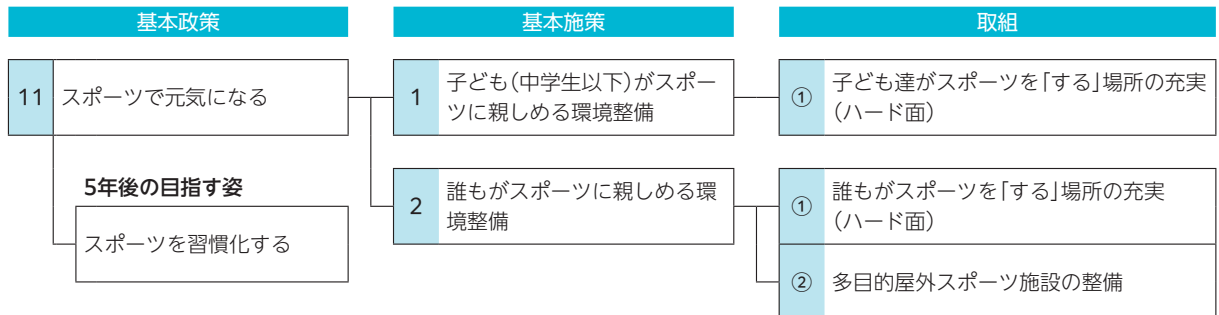 基本政策
基本施策
取組
11 スポーツで元気になる
5年後の目指す姿
スポーツを習慣化する
1 子ども(中学生以下)がスポー
ツに親しめる環境整備
2 誰もがスポーツに親しめる環
境整備
① 子ども達がスポーツを「する」場所の充実
(ハード面)
① 誰もがスポーツを「する」場所の充実
(ハード面)
② 多目的屋外スポーツ施設の整備